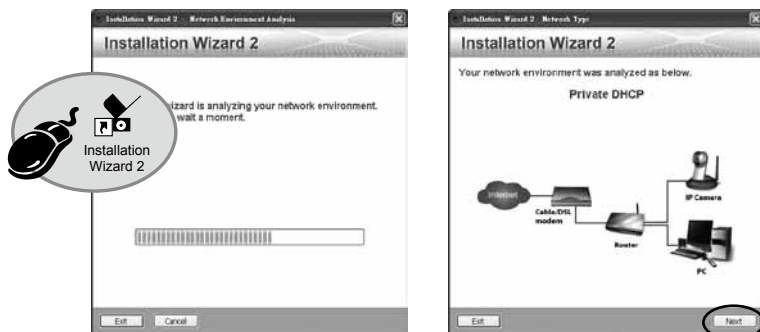 Installation Wizard 2 - Network Environment Analysis
Installation Wizard 2
izard is analyzing your network environment.
wait a moment.
Installation
Wizard 2
Exit
Cancel
Installation Wizard 2 - Network Type
Installation Wizard 2
Your network environment was analyzed as below.
Private DHCP
Internet
Cable/DSL
modem
Router
IP Camera
PC
Exit
Next